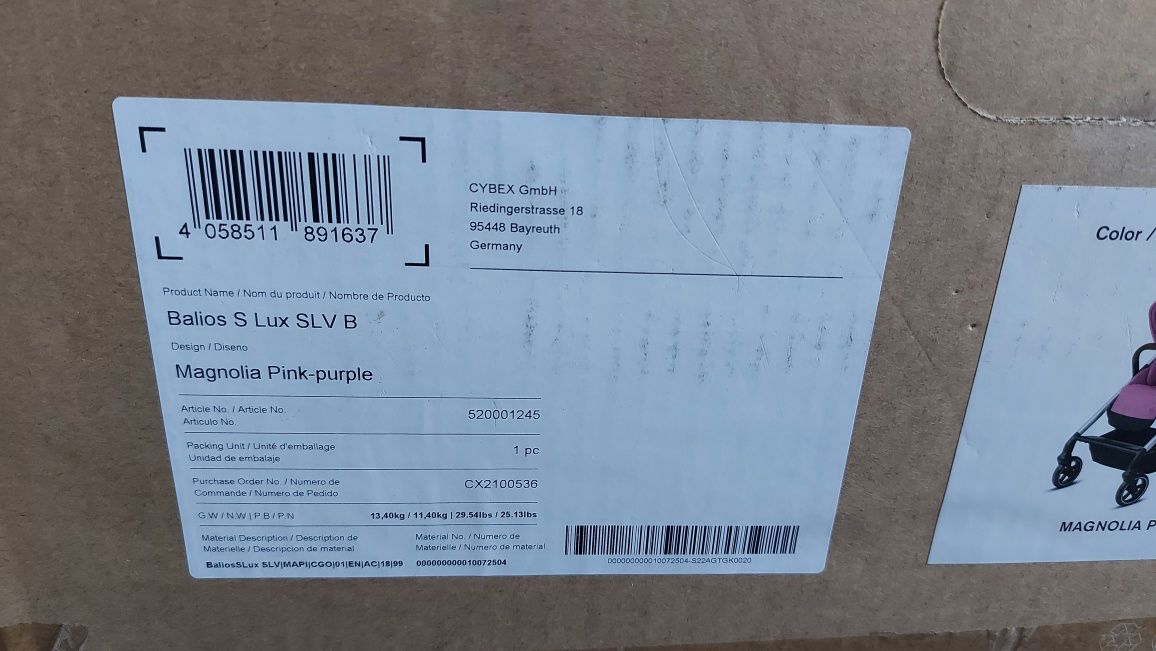 4 058511 891637
CYBEX GmbH
Riedingerstrasse 18
95448 Bayreuth
Germany
Product Name / Nom du produit / Nombre de Producto
Balios S Lux SLV B
Design / Diseno
Magnolia Pink-purple
Article No. / Article No.
Articulo No.
520001245
Packing Unit / Unité d'emballage
Unidad de embalaje
1 pc
Purchase Order No. / Numero de
Commande / Numero de Pedido
CX2100536
G.W / N.W | P.B / P.N
13,40kg / 11,40kg | 29.54lbs / 25.13lbs
Material Description / Description de
Materielle / Descripcion de material
BaliosSLux SLV|MAPI|CGO|01|EN|AC|18|99
Material No. / Numero de
Materielle / Numero de material
000000000010072504
000000000010072504-S22AGTGK0020
Color /
MAGNOLIA P